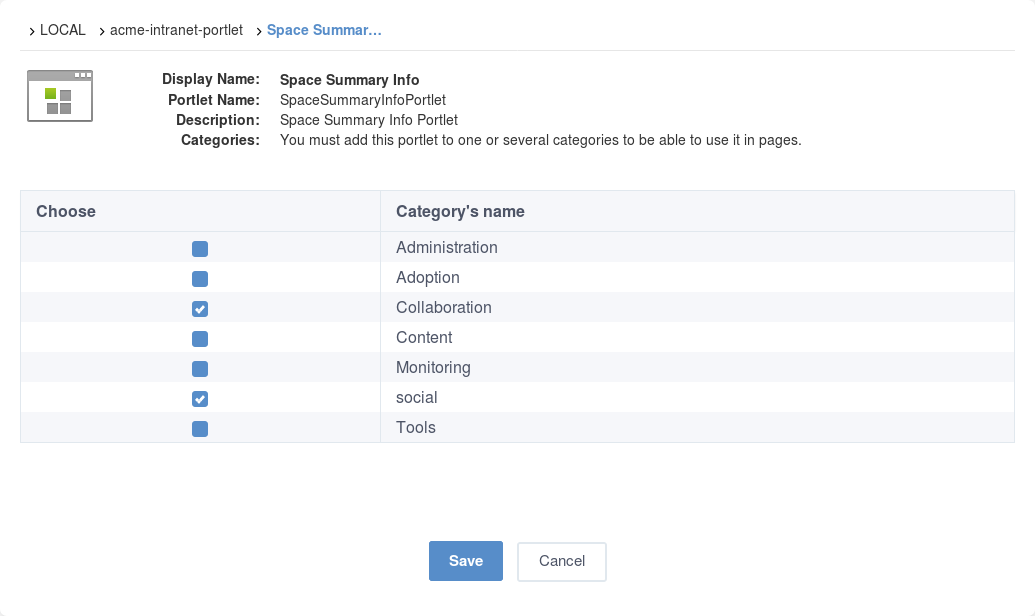 LOCAL acme-intranet-portlet Space Summar...
Display Name: Space Summary Info
Portlet Name: SpaceSummaryInfoPortlet
Description: Space Summary Info Portlet
Categories: You must add this portlet to one or several categories to be able to use it in pages.
Choose Category's name
Administration
Adoption
Collaboration
Content
Monitoring
social
Tools
Save Cancel